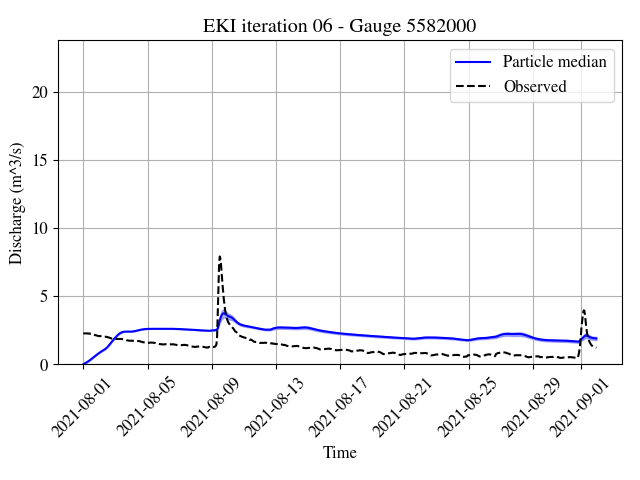 EKI iteration 06 - Gauge 5582000
Particle median
Observed
Discharge (m^3/s)
20
15
10
5
0
2021-08-01
2021-08-05
2021-08-09
2021-08-13
2021-08-17
2021-08-21
2021-08-25
2021-08-29
2021-09-01
Time